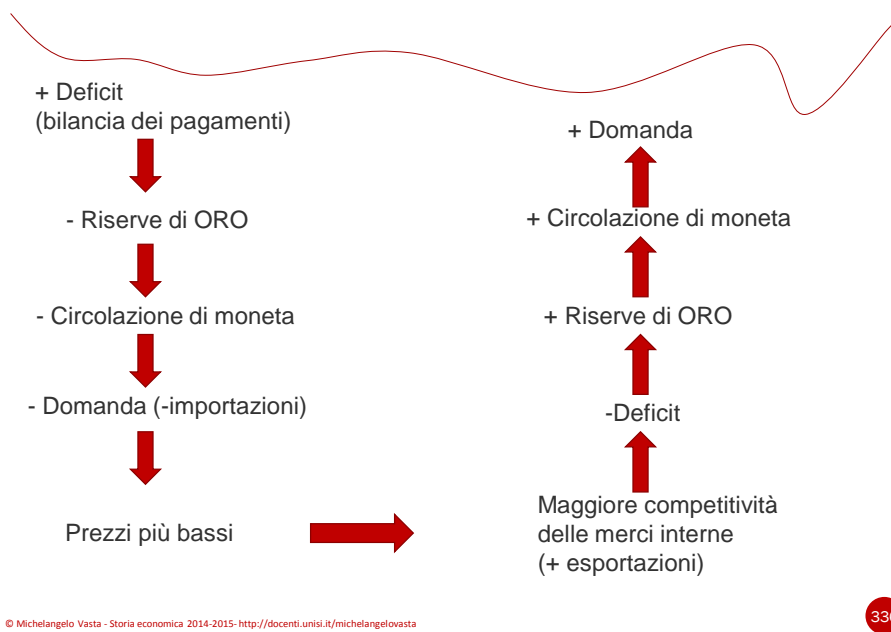 + Deficit
(bilancia dei pagamenti)
- Riserve di ORO
- Circolazione di moneta
- Domanda (-importazioni)
Prezzi più bassi
Maggiore competitività
delle merci interne
(+ esportazioni)
-Deficit
+ Riserve di ORO
+ Circolazione di moneta
+ Domanda
© Michelangelo Vasta - Storia economica 2014-2015- http://docenti.unisi.it/michelangelovasta